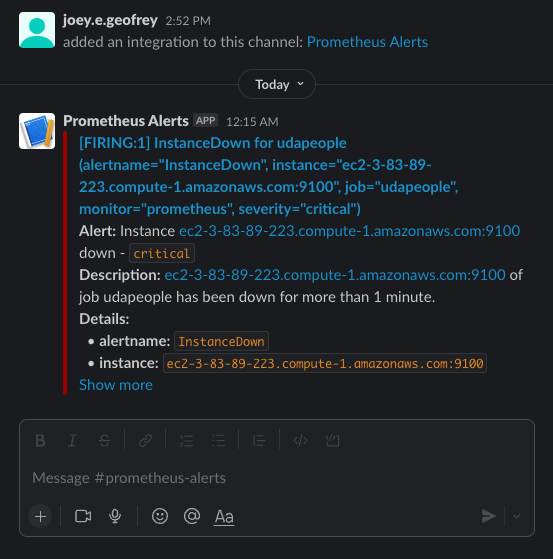 joey.e.geofrey 2:52 PM
added an integration to this channel: Prometheus Alerts
Today
Prometheus Alerts APP 12:15 AM
[FIRING:1] InstanceDown for udapeople
(alertname="InstanceDown", instance="ec2-3-83-89-
223.compute-1.amazonaws.com:9100", job="udapeople",
monitor="prometheus", severity="critical")
Alert: Instance ec2-3-83-89-223.compute-1.amazonaws.com:9100
down - critical
Description: ec2-3-83-89-223.compute-1.amazonaws.com:9100 of
job udapeople has been down for more than 1 minute.
Details:
• alertname: InstanceDown
• instance: ec2-3-83-89-223.compute-1.amazonaws.com:9100
Show more
B I S
Message #prometheus-alerts
Aa